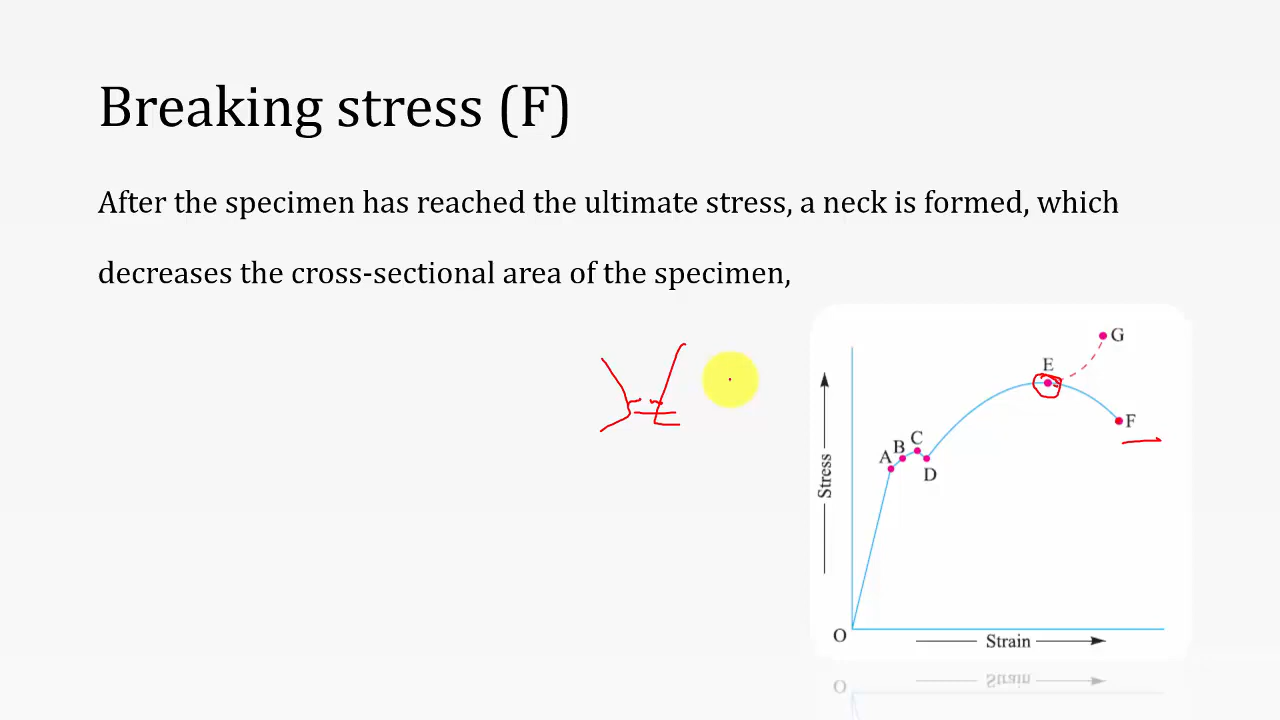 Breaking stress (F)
After the specimen has reached the ultimate stress, a neck is formed, which
decreases the cross-sectional area of the specimen,
G
E
F
A B C
D
Stress
O
Strain
O
Strain